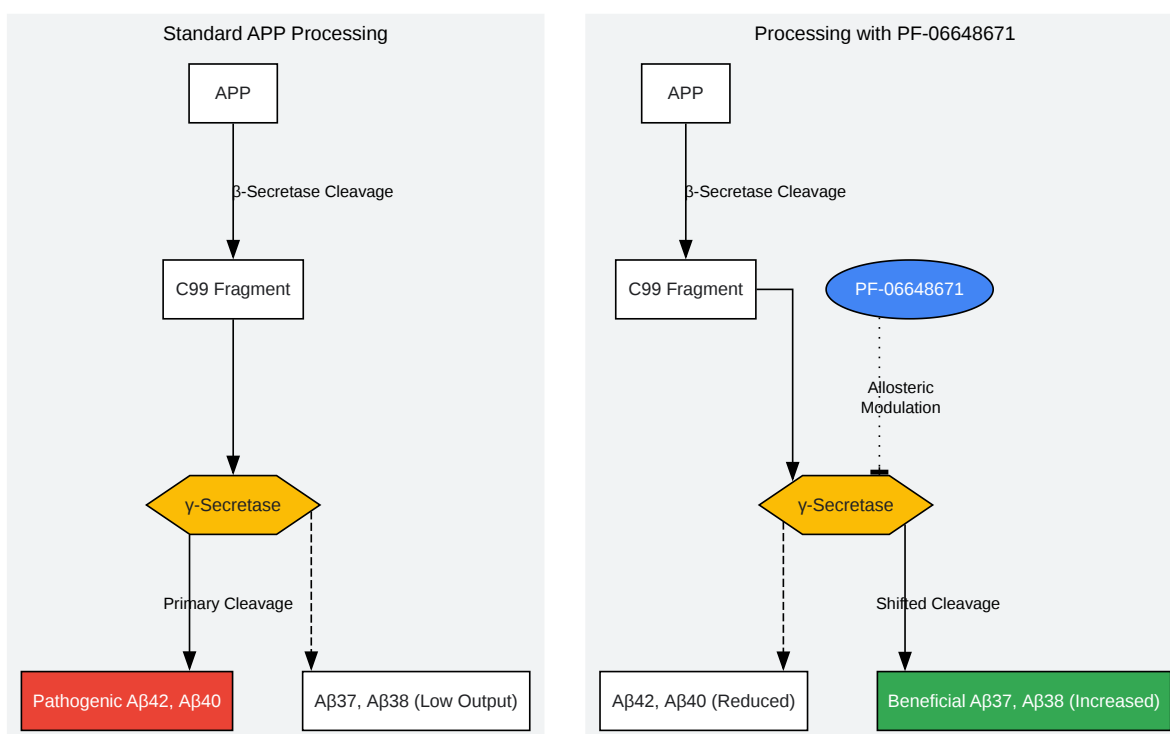 Standard APP Processing
APP
β-Secretase Cleavage
C99 Fragment
γ-Secretase
Primary Cleavage
Pathogenic Aβ42, Aβ40
Aβ37, Aβ38 (Low Output)
Processing with PF-06648671
APP
β-Secretase Cleavage
C99 Fragment
PF-06648671
Allosteric
Modulation
γ-Secretase
Shifted Cleavage
Aβ42, Aβ40 (Reduced)
Beneficial Aβ37, Aβ38 (Increased)